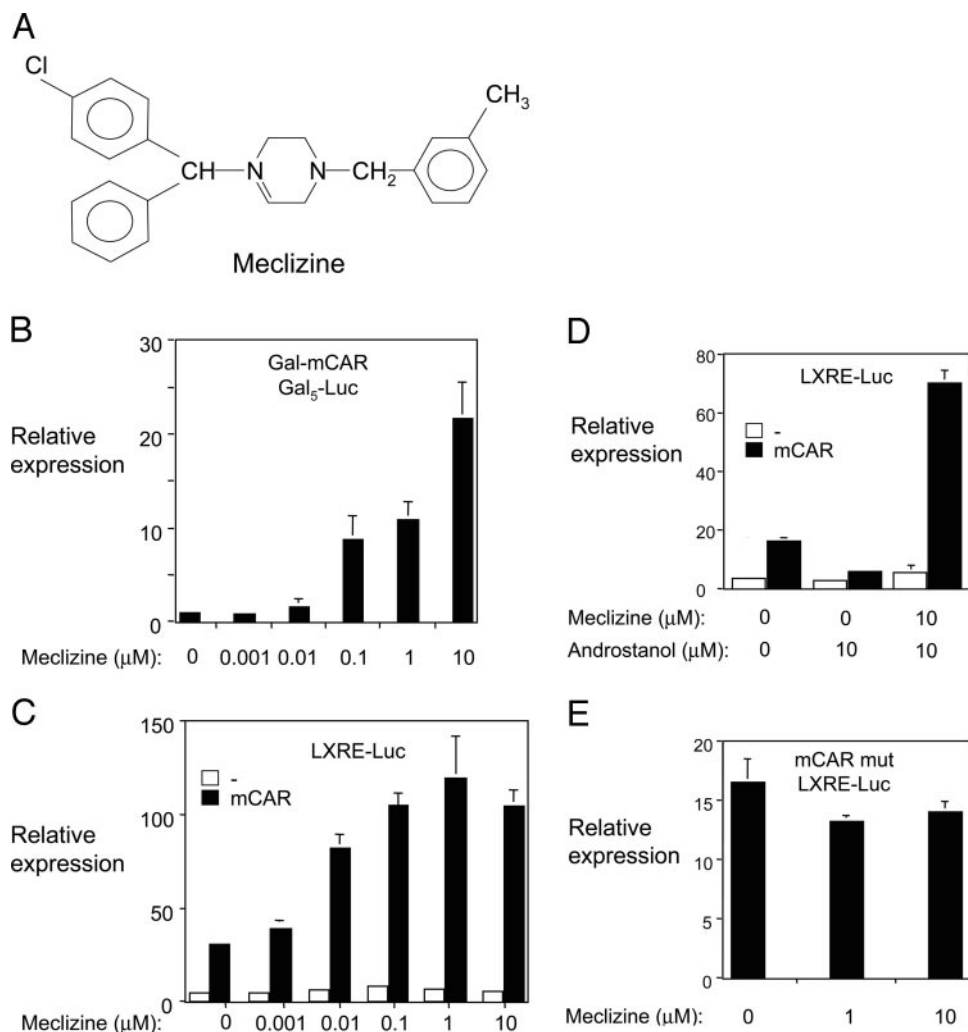 A
Cl
CH₃
CH
N
N
CH₂
Meclizine
B
30
20
10
0
Relative
expression
Gal-mCAR
Gal₅-Luc
Meclizine (μM): 0 0.001 0.01 0.1 1 10
C
150
100
50
0
Relative
expression
LXRE-Luc
-
mCAR
Meclizine (μM): 0 0.001 0.01 0.1 1 10
D
80
60
40
20
0
Relative
expression
LXRE-Luc
-
mCAR
Meclizine (μM): 0 0 10
Androstanol (μM): 0 10 10
E
20
15
10
5
0
Relative
expression
mCAR mut
LXRE-Luc
Meclizine (μM): 0 1 10